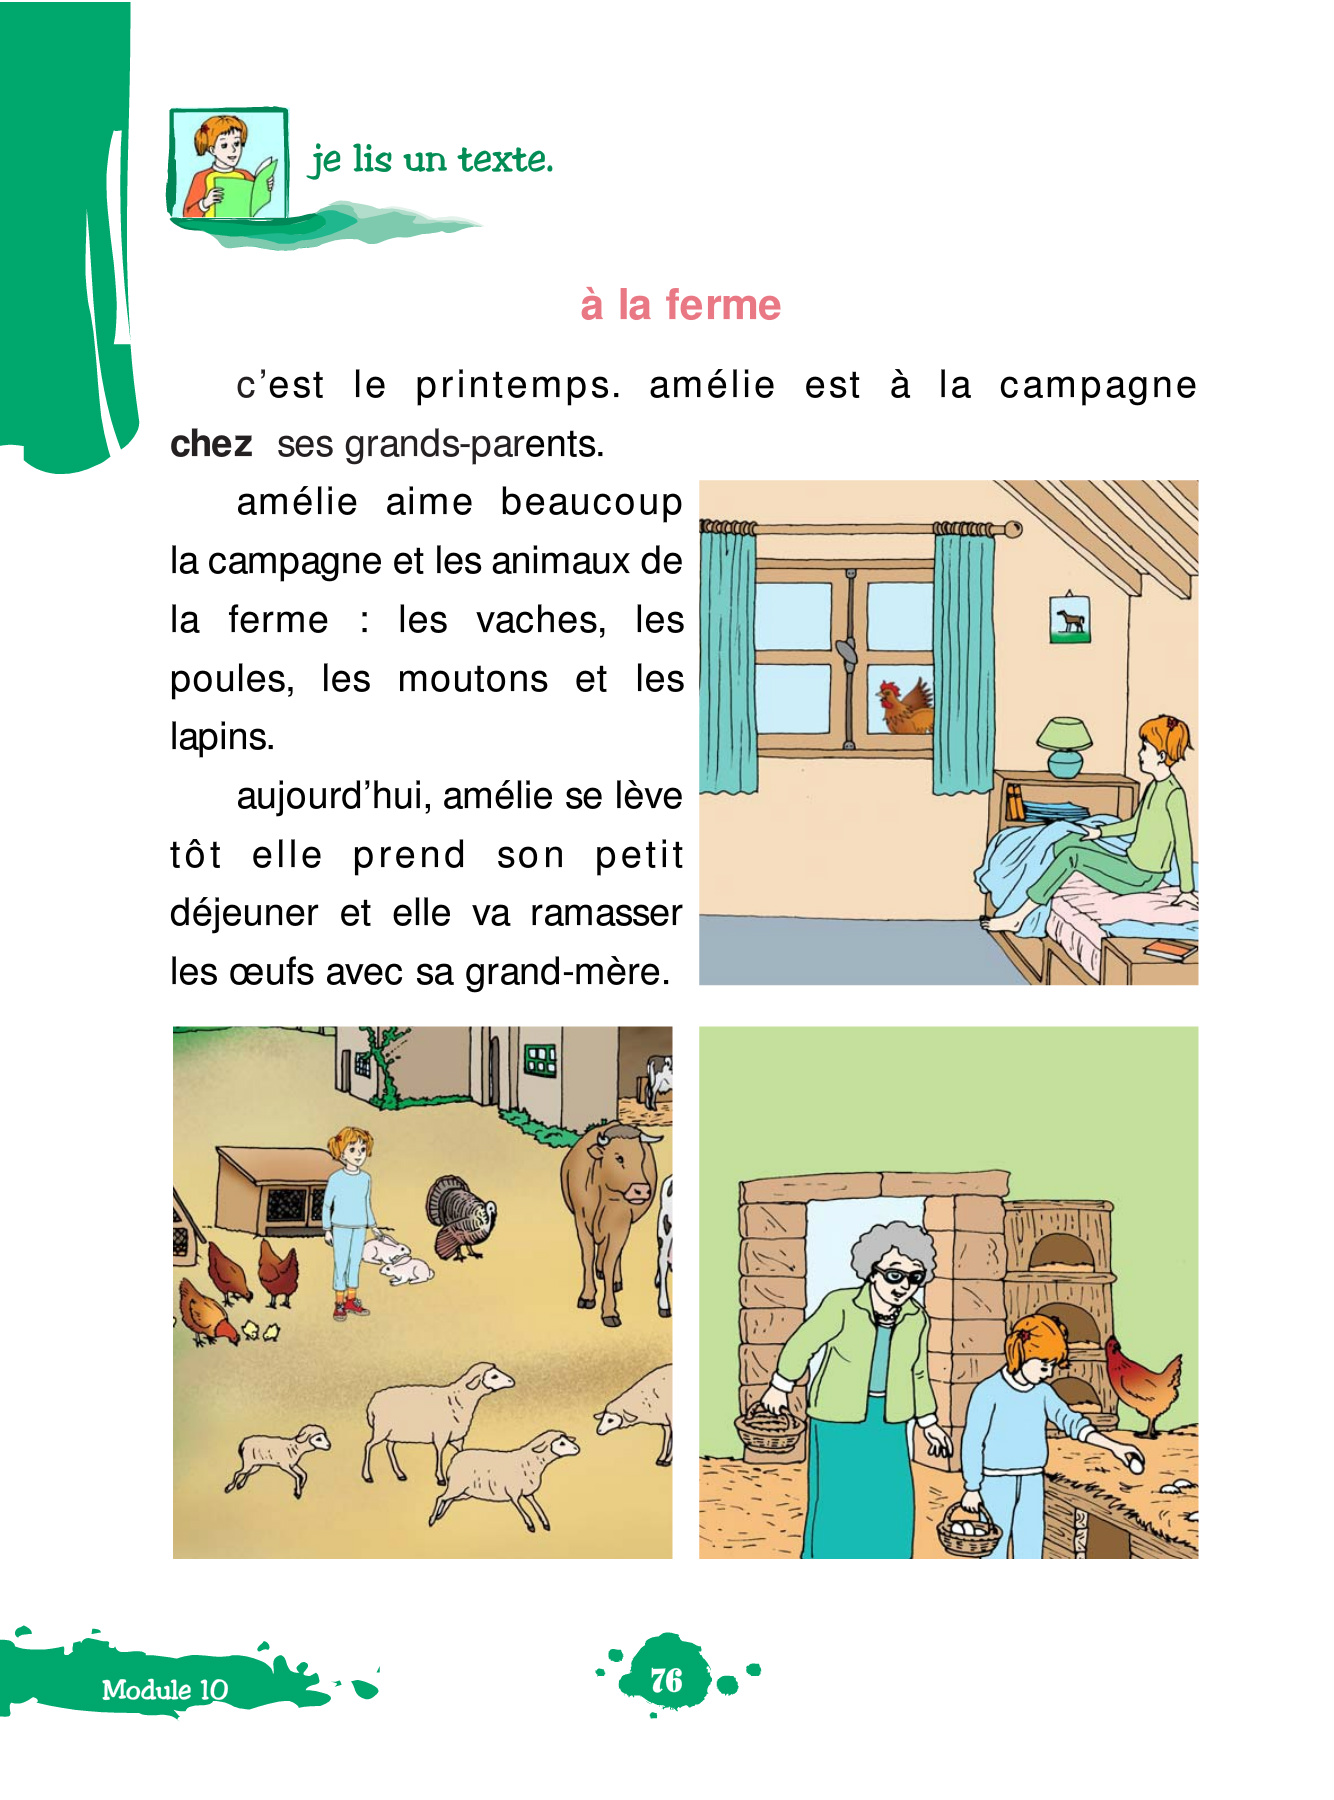 je lis un texte.
à la ferme
c’est le printemps. amélie est à la campagne
chez ses grands-parents.
amélie aime beaucoup
la campagne et les animaux de
la ferme : les vaches, les
poules, les moutons et les
lapins.
aujourd’hui, amélie se lève
tôt elle prend son petit
déjeuner et elle va ramasser
les œufs avec sa grand-mère.
Module 10
76